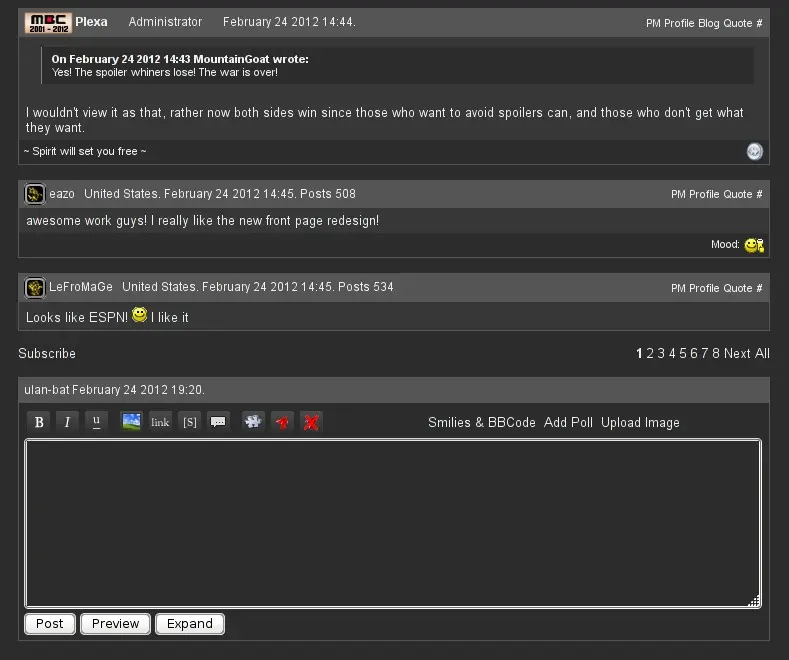 MBC
2001 - 2012
Plexa Administrator February 24 2012 14:44. PM Profile Blog Quote #
On February 24 2012 14:43 MountainGoat wrote:
Yes! The spoiler whiners lose! The war is over!
I wouldn't view it as that, rather now both sides win since those who want to avoid spoilers can, and those who don't get what
they want.
~ Spirit will set you free ~
eazo United States. February 24 2012 14:45. Posts 508 PM Profile Quote #
awesome work guys! I really like the new front page redesign!
Mood:
LeFroMaGe United States. February 24 2012 14:45. Posts 534 PM Profile Quote #
Looks like ESPN! I like it
Subscribe 1 2 3 4 5 6 7 8 Next All
ulan-bat February 24 2012 19:20.
B I u link [S] Smilies & BBCode Add Poll Upload Image
Post Preview Expand